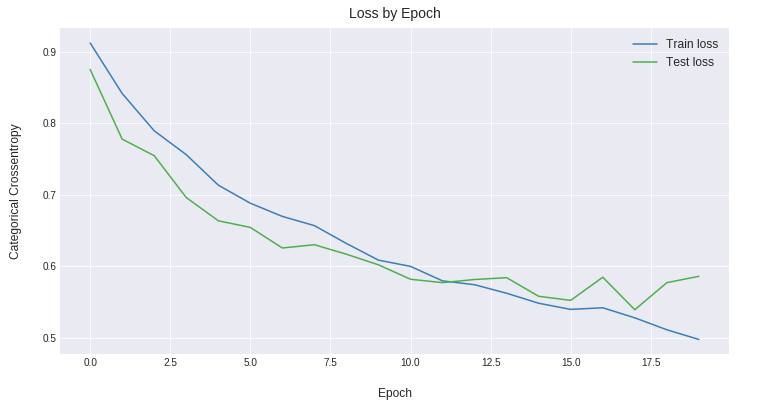 Loss by Epoch
Train loss
Test loss
Categorical Crossentropy
0.9
0.8
0.7
0.6
0.5
0.0 2.5 5.0 7.5 10.0 12.5 15.0 17.5
Epoch